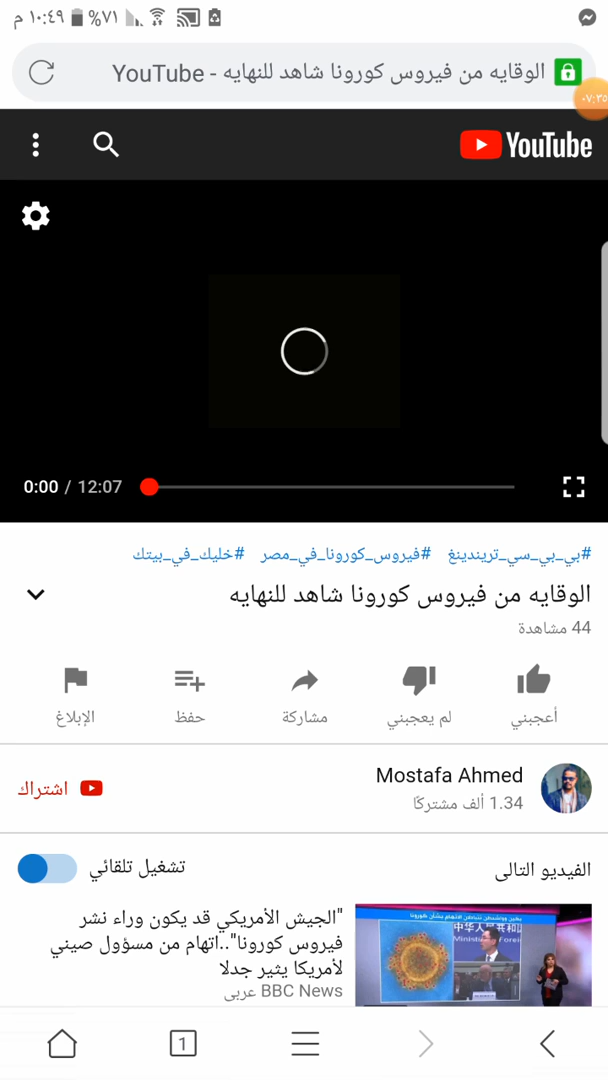 ١٠:٤٩ م
%٧١
الوقايه من فيروس كورونا شاهد للنهايه - YouTube
٠٧:٣٥
YouTube
0:00 / 12:07
#بي_بي_سي_تريندينغ #فيروس_كورونا_في_مصر #خليك_في_بيتك
الوقايه من فيروس كورونا شاهد للنهايه
44 مشاهدة
أعجبني
لم يعجبني
مشاركة
حفظ
الإبلاغ
Mostafa Ahmed
1.34 ألف مشتركًا
اشتراك
الفيديو التالي
تشغيل تلقائي
"الجيش الأمريكي قد يكون وراء نشر
فيروس كورونا"..اتهام من مسؤول صيني
لأمريكا يثير جدلا
BBC News عربي
1